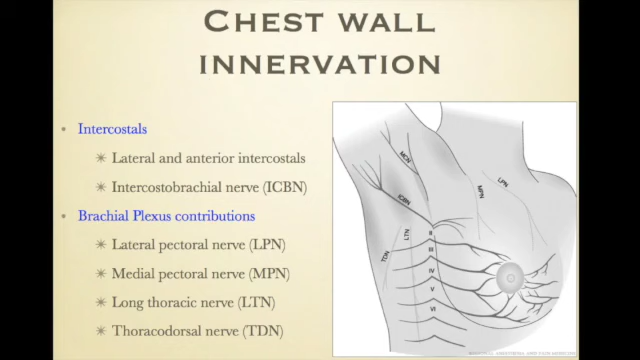 CHEST WALL
INNERVATION
• Intercostals
✴ Lateral and anterior intercostals
✴ Intercostobrachial nerve (ICBN)
• Brachial Plexus contributions
✴ Lateral pectoral nerve (LPN)
✴ Medial pectoral nerve (MPN)
✴ Long thoracic nerve (LTN)
✴ Thoracodorsal nerve (TDN)
MCN
LPN
MPN
ICBN
LTN
TDN
II
III
IV
V
VI